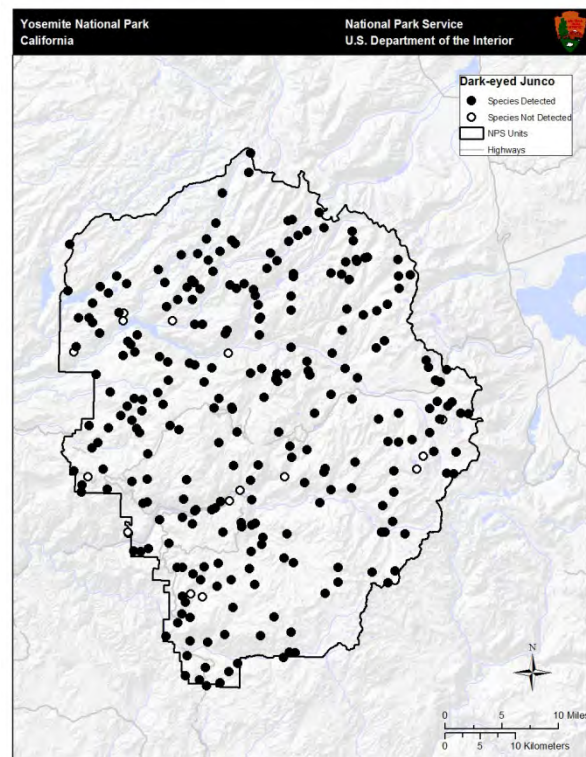 Yosemite National Park
California
National Park Service
U.S. Department of the Interior
Dark-eyed Junco
Species Detected
Species Not Detected
NPS Units
Highways
N
0 5 10 Miles
0 5 10 Kilometers